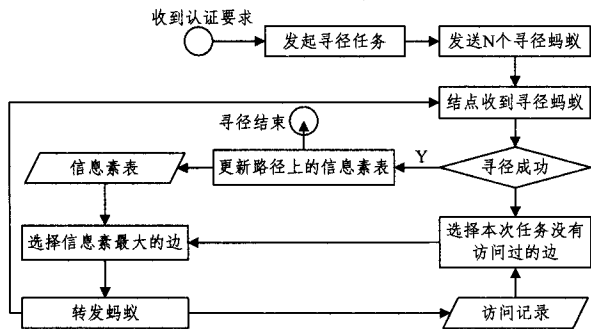 收到认证要求
发起寻径任务
发送N个寻径蚂蚁
结点收到寻径蚂蚁
寻径结束
信息素表
更新路径上的信息素表
Y
寻径成功
选择信息素最大的边
选择本次任务没有
访问过的边
转发蚂蚁
访问记录